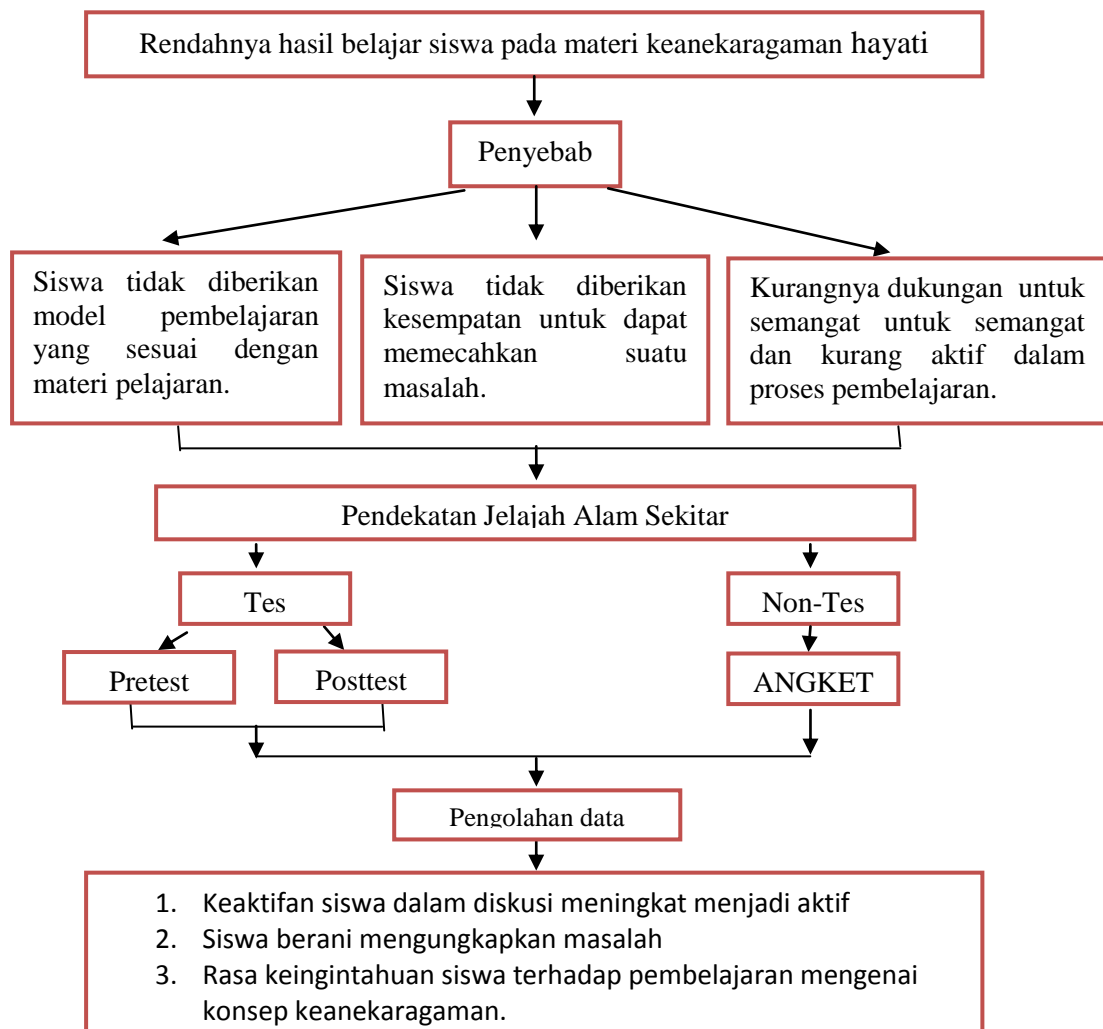 Rendahnya hasil belajar siswa pada materi keanekaragaman hayati
Penyebab
Siswa tidak diberikan
model pembelajaran
yang sesuai dengan
materi pelajaran.
Siswa tidak diberikan
kesempatan untuk dapat
memecahkan suatu
masalah.
Kurangnya dukungan untuk
semangat untuk semangat
dan kurang aktif dalam
proses pembelajaran.
Pendekatan Jelajah Alam Sekitar
Tes
Non-Tes
Pretest
Posttest
ANGKET
Pengolahan data
1. Keaktifan siswa dalam diskusi meningkat menjadi aktif
2. Siswa berani mengungkapkan masalah
3. Rasa keingintahuan siswa terhadap pembelajaran mengenai
konsep keanekaragaman.